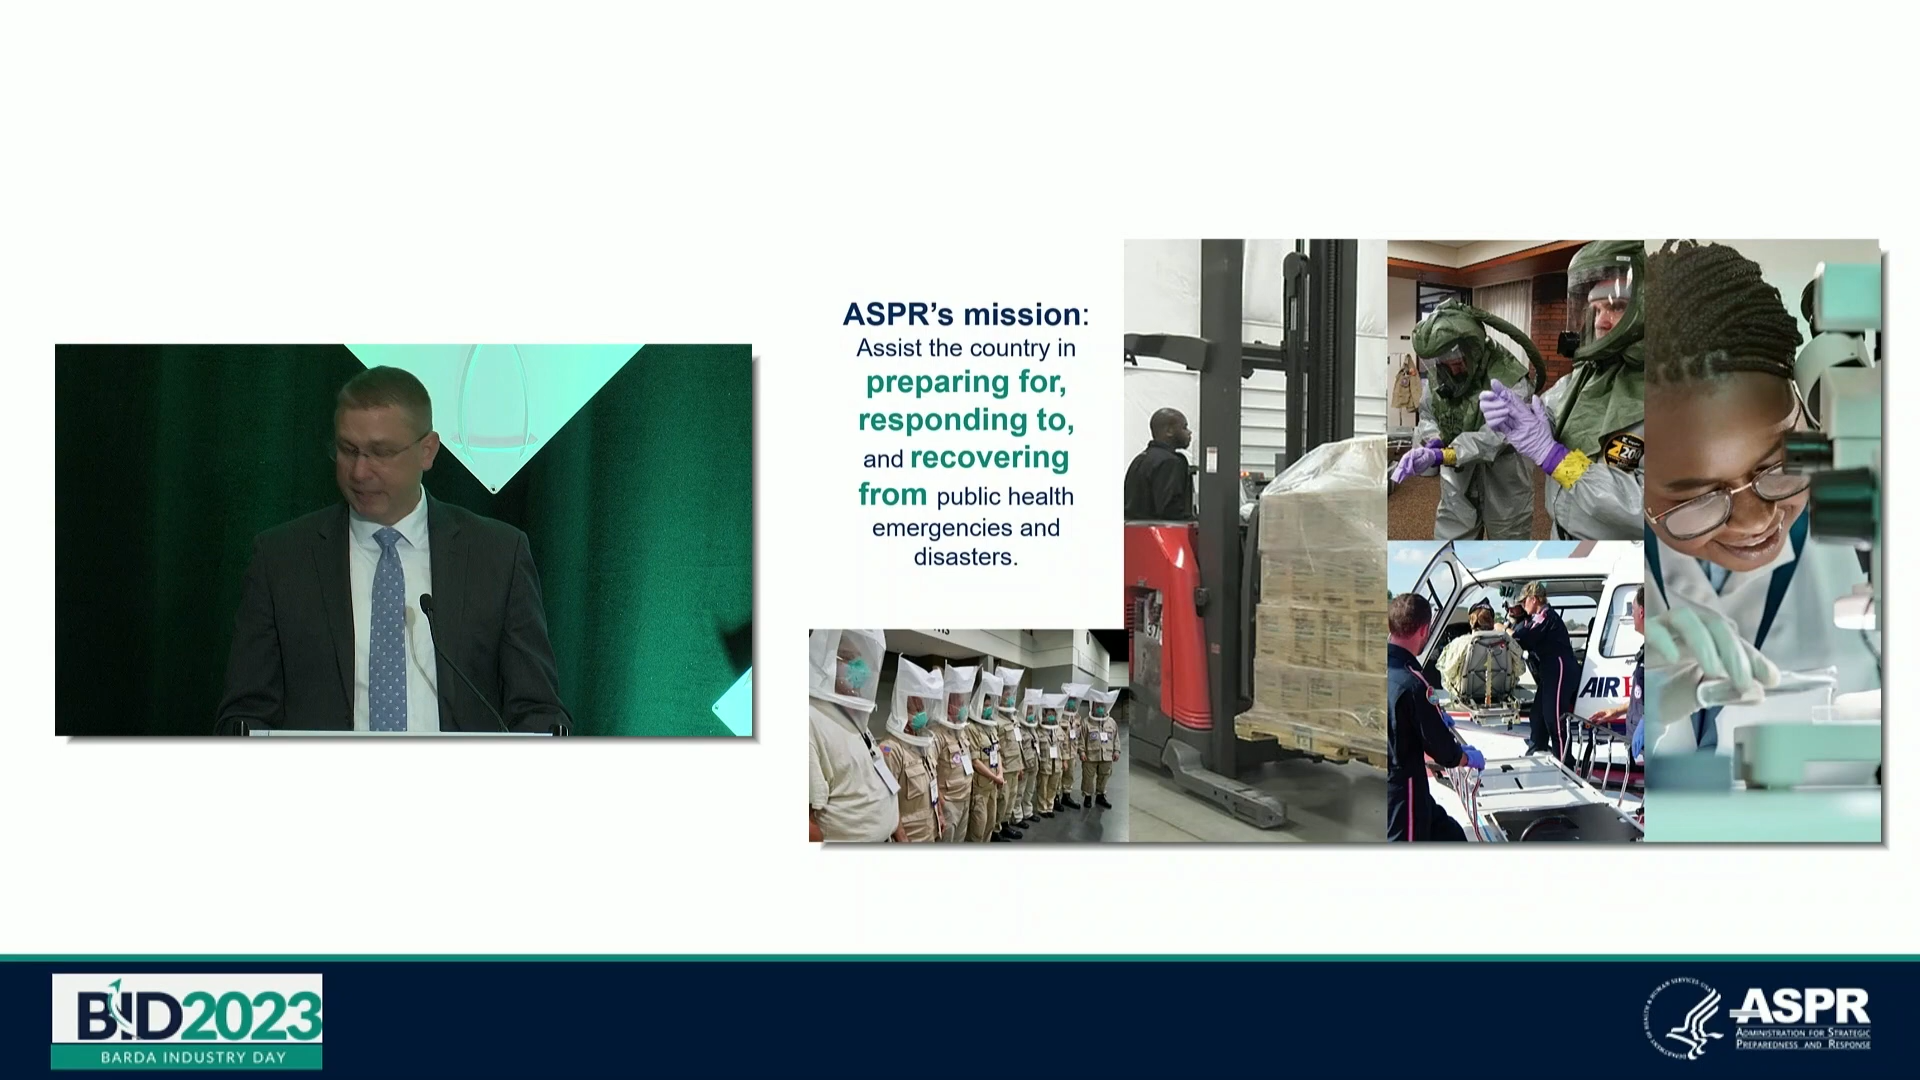 ASPR's mission:
Assist the country in
preparing for,
responding to,
and recovering
from public health
emergencies and
disasters.
37
AIR
BID2023
BARDA INDUSTRY DAY
ASPR
ADMINISTRATION FOR STRATEGIC
PREPAREDNESS AND RESPONSE